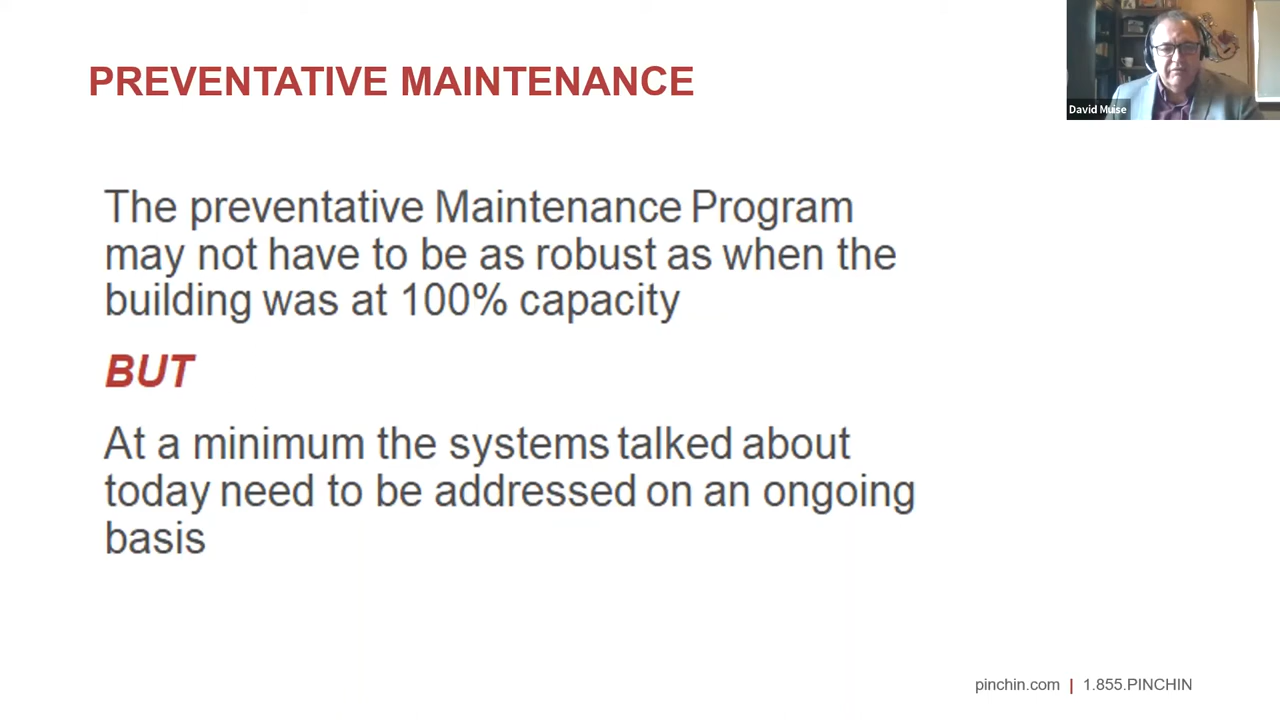 PREVENTATIVE MAINTENANCE
David Muise
The preventative Maintenance Program
may not have to be as robust as when the
building was at 100% capacity
BUT
At a minimum the systems talked about
today need to be addressed on an ongoing
basis
pinchin.com | 1.855.PINCHIN